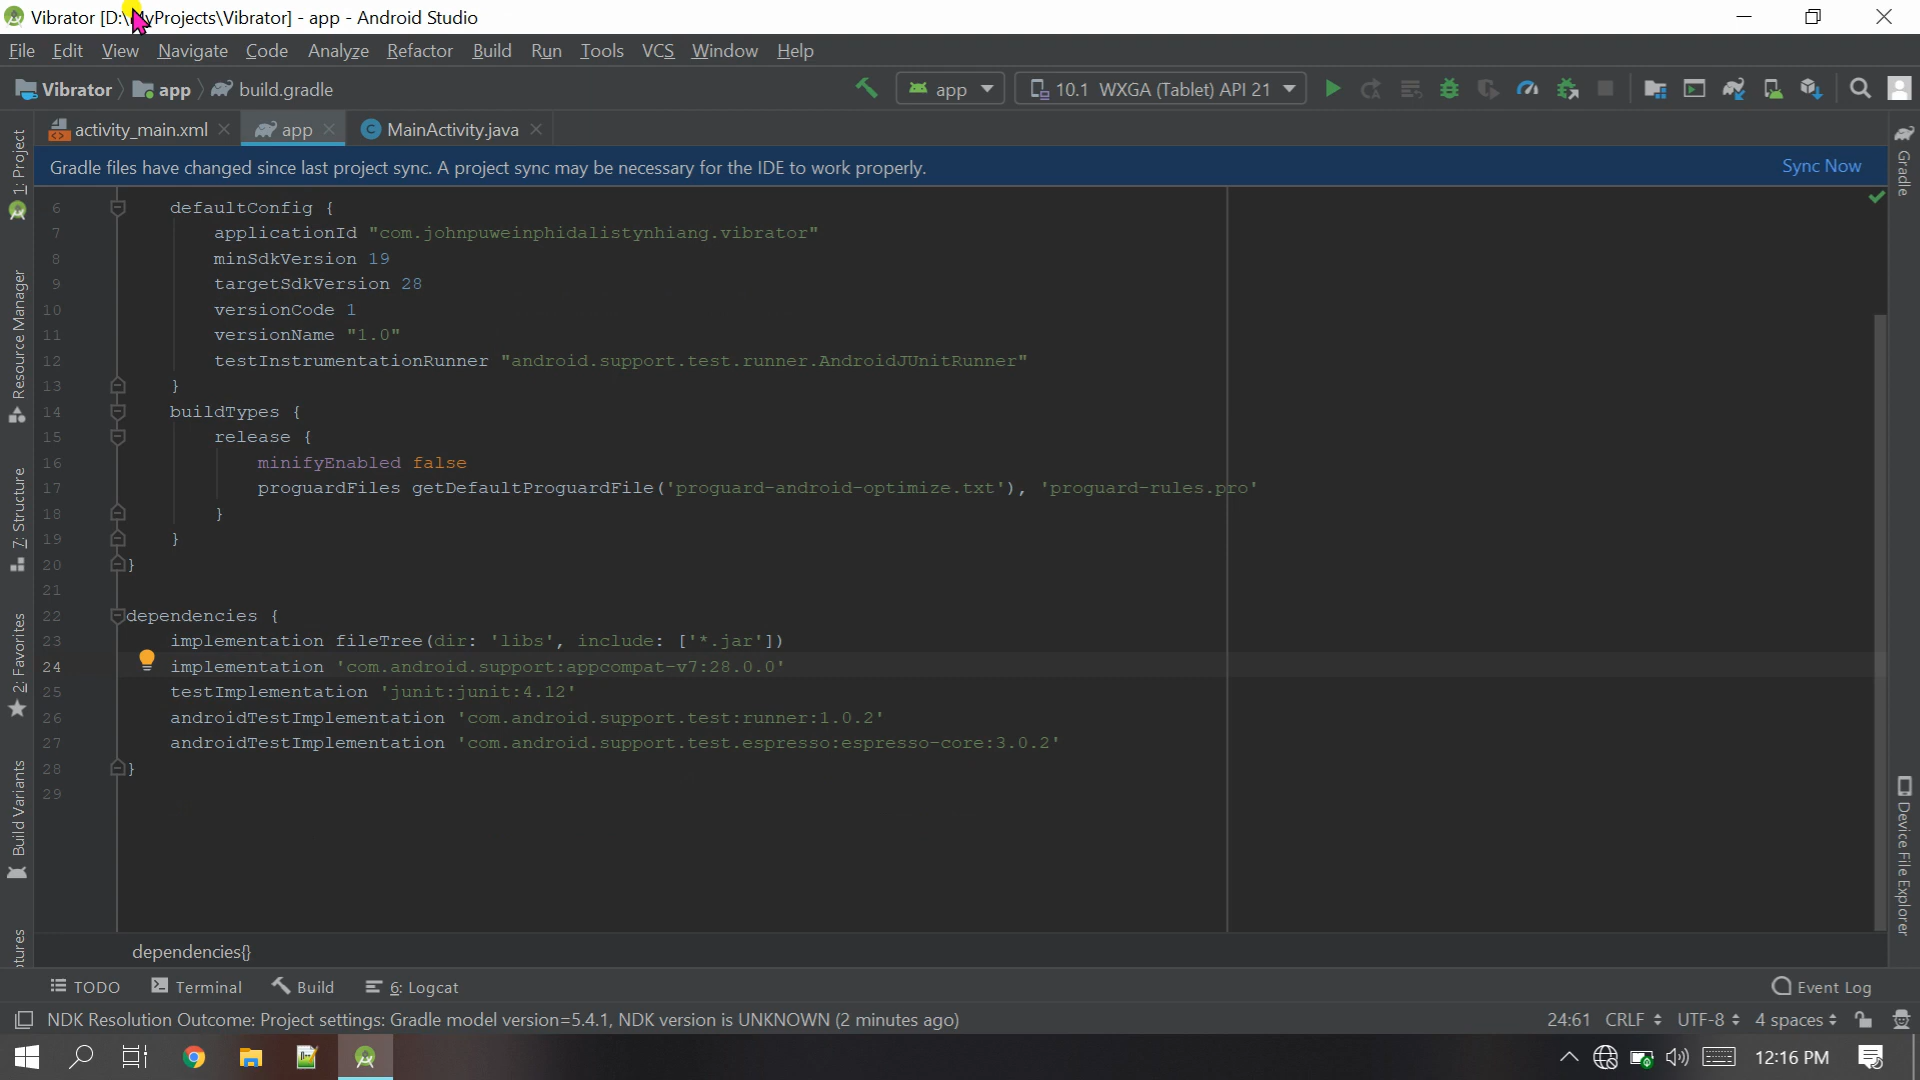 Vibrator [D:\MyProjects\Vibrator] - app - Android Studio
File Edit View Navigate Code Analyze Refactor Build Run Tools VCS Window Help
Vibrator app build.gradle app 10.1 WXGA (Tablet) API 21
activity_main.xml app MainActivity.java
Gradle files have changed since last project sync. A project sync may be necessary for the IDE to work properly. Sync Now
6 defaultConfig {
7 applicationId "com.johnpuweinphidalistynhiang.vibrator"
8 minSdkVersion 19
9 targetSdkVersion 28
10 versionCode 1
11 versionName "1.0"
12 testInstrumentationRunner "android.support.test.runner.AndroidJUnitRunner"
13 }
14 buildTypes {
15 release {
16 minifyEnabled false
17 proguardFiles getDefaultProguardFile('proguard-android-optimize.txt'), 'proguard-rules.pro'
18 }
19 }
20 }
21
22 dependencies {
23 implementation fileTree(dir: 'libs', include: ['*.jar'])
24 implementation 'com.android.support:appcompat-v7:28.0.0'
25 testImplementation 'junit:junit:4.12'
26 androidTestImplementation 'com.android.support.test:runner:1.0.2'
27 androidTestImplementation 'com.android.support.test.espresso:espresso-core:3.0.2'
28 }
29
dependencies{}
1: Project
Resource Manager
7: Structure
2: Favorites
Build Variants
Gradle
Device File Explorer
TODO Terminal Build 6: Logcat Event Log
NDK Resolution Outcome: Project settings: Gradle model version=5.4.1, NDK version is UNKNOWN (2 minutes ago) 24:61 CRLF UTF-8 4 spaces
12:16 PM